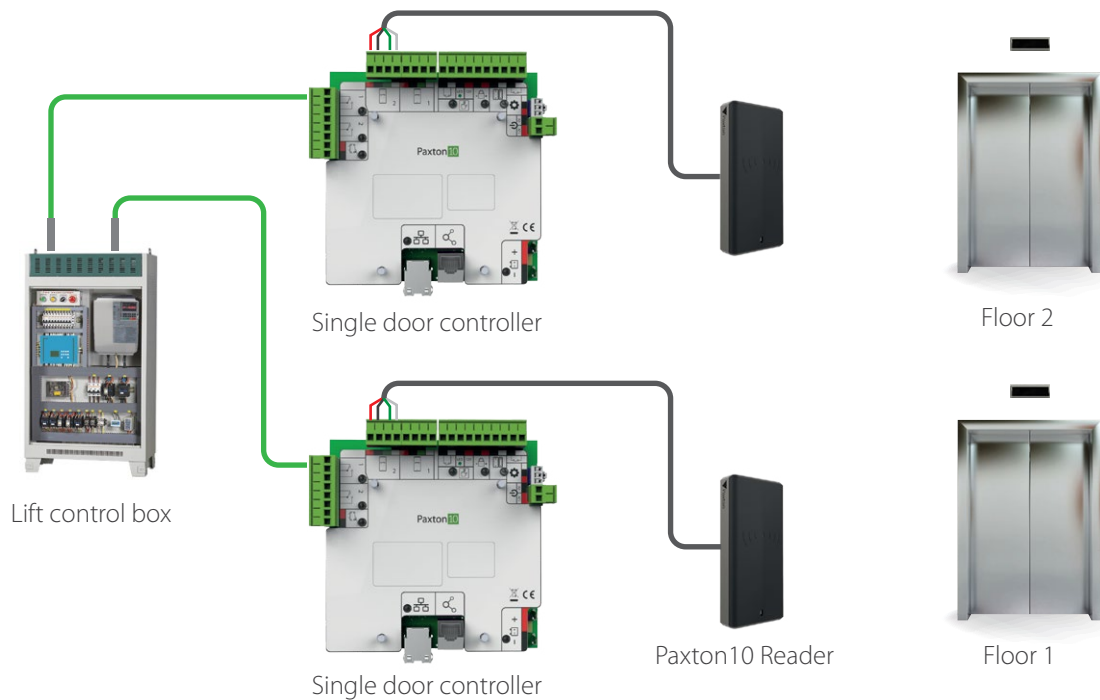 Paxton10
Single door controller
Floor 2
Lift control box
Paxton10
Paxton10 Reader
Floor 1
Single door controller